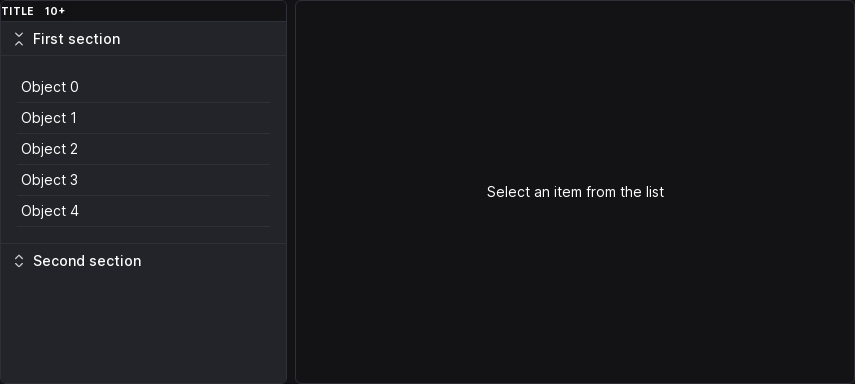 TITLE 10+
First section
Object 0
Object 1
Object 2
Object 3
Object 4
Second section
Select an item from the list